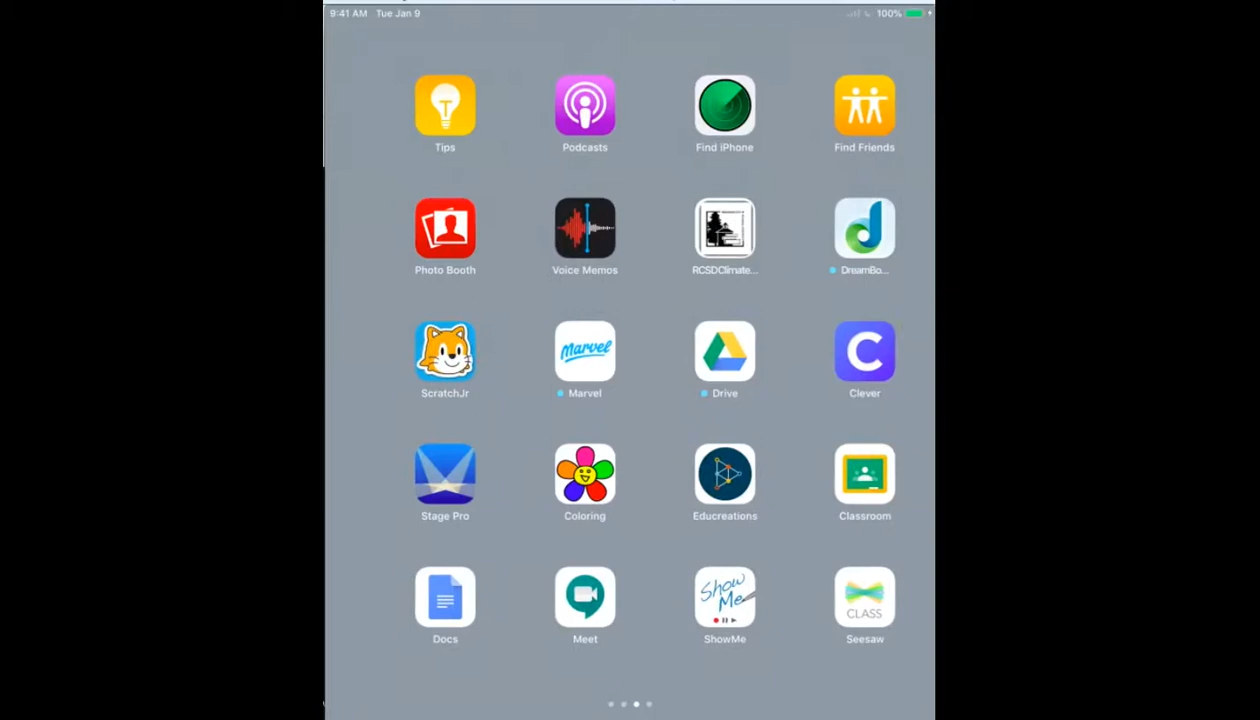 9:41 AM Tue Jan 9 100%
Tips Podcasts Find iPhone Find Friends
Photo Booth Voice Memos RCSDClimate... DreamBo...
Marvel
ScratchJr Marvel Drive Clever
Stage Pro Coloring Educreations Classroom
Show Me
CLASS
Docs Meet ShowMe Seesaw